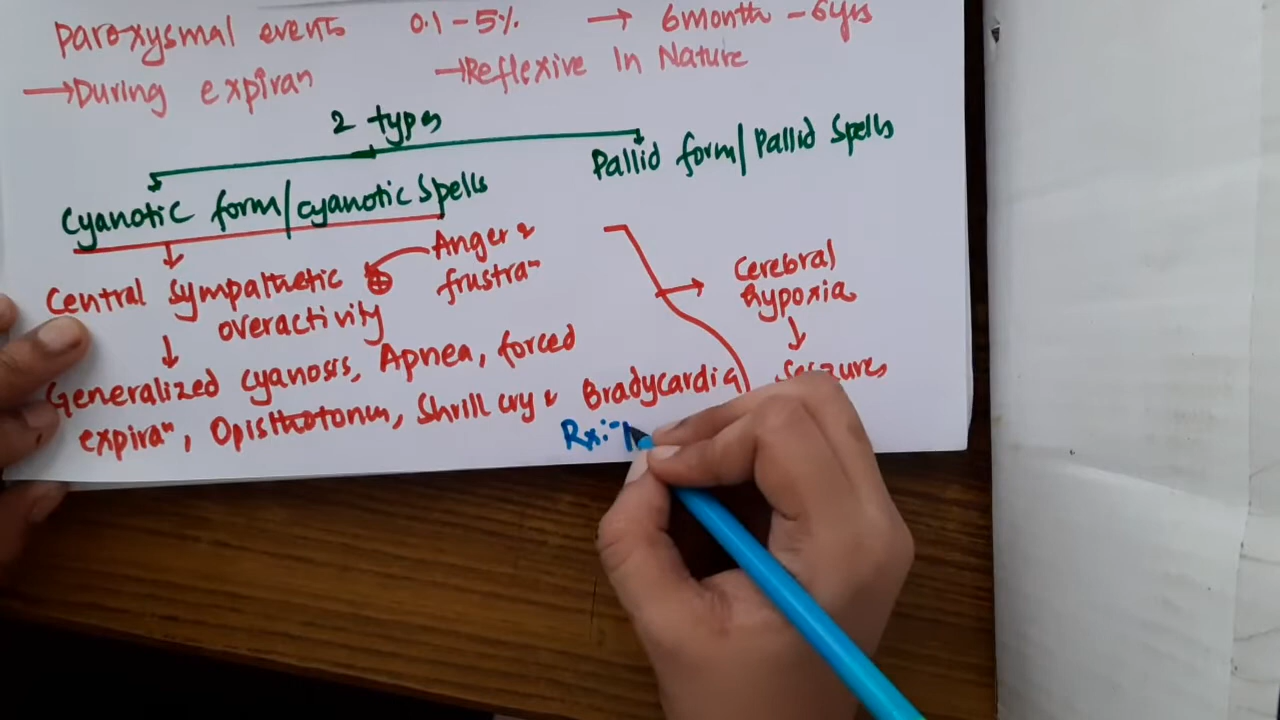 Paroxysmal events 0.1-5% → 6month - 6yrs
→During expiraⁿ →Reflexive In Nature
2 types
Cyanotic form/cyanotic Spells
Pallid form/Pallid Spells
Central Sympathetic overactivity
⊕ Anger & frustraⁿ
Cerebral hypoxia
Seizures
Generalized cyanosis, Apnea, forced
expiraⁿ, Opisthotonus, Shrill cry & Bradycardia
Rx:-